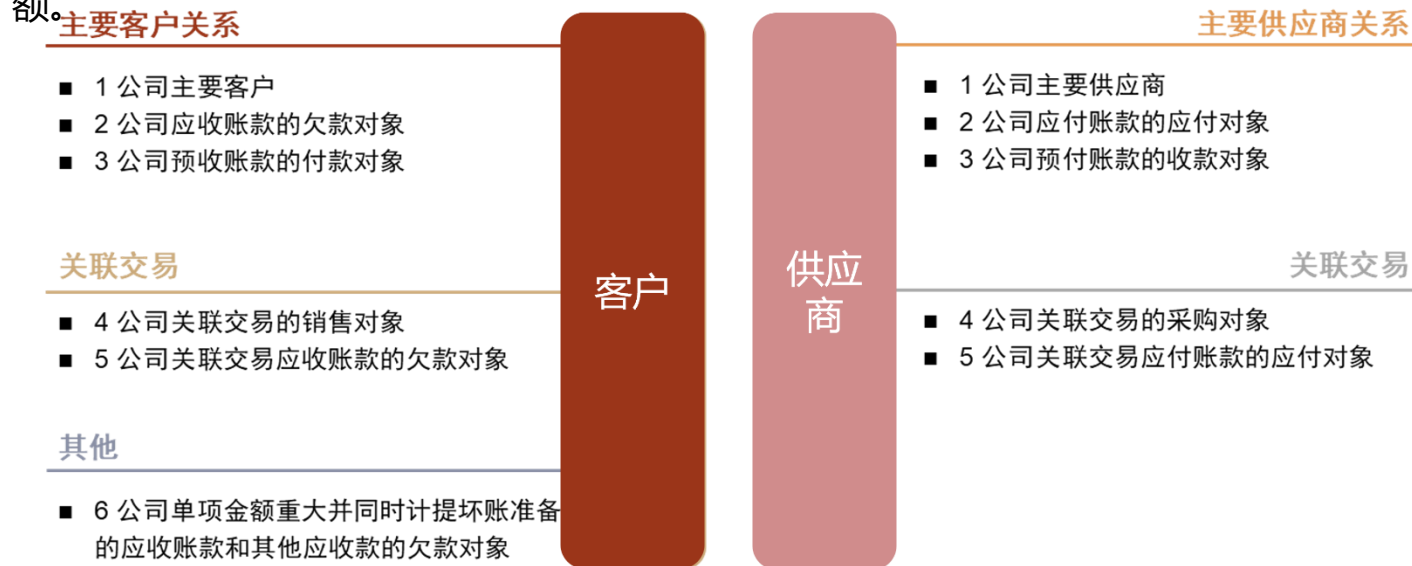 额。
主要客户关系
■ 1 公司主要客户
■ 2 公司应收账款的欠款对象
■ 3 公司预收账款的付款对象
关联交易
■ 4 公司关联交易的销售对象
■ 5 公司关联交易应收账款的欠款对象
其他
■ 6 公司单项金额重大并同时计提坏账准备
的应收账款和其他应收款的欠款对象
客户
供应
商
主要供应商关系
■ 1 公司主要供应商
■ 2 公司应付账款的应付对象
■ 3 公司预付账款的收款对象
关联交易
■ 4 公司关联交易的采购对象
■ 5 公司关联交易应付账款的应付对象